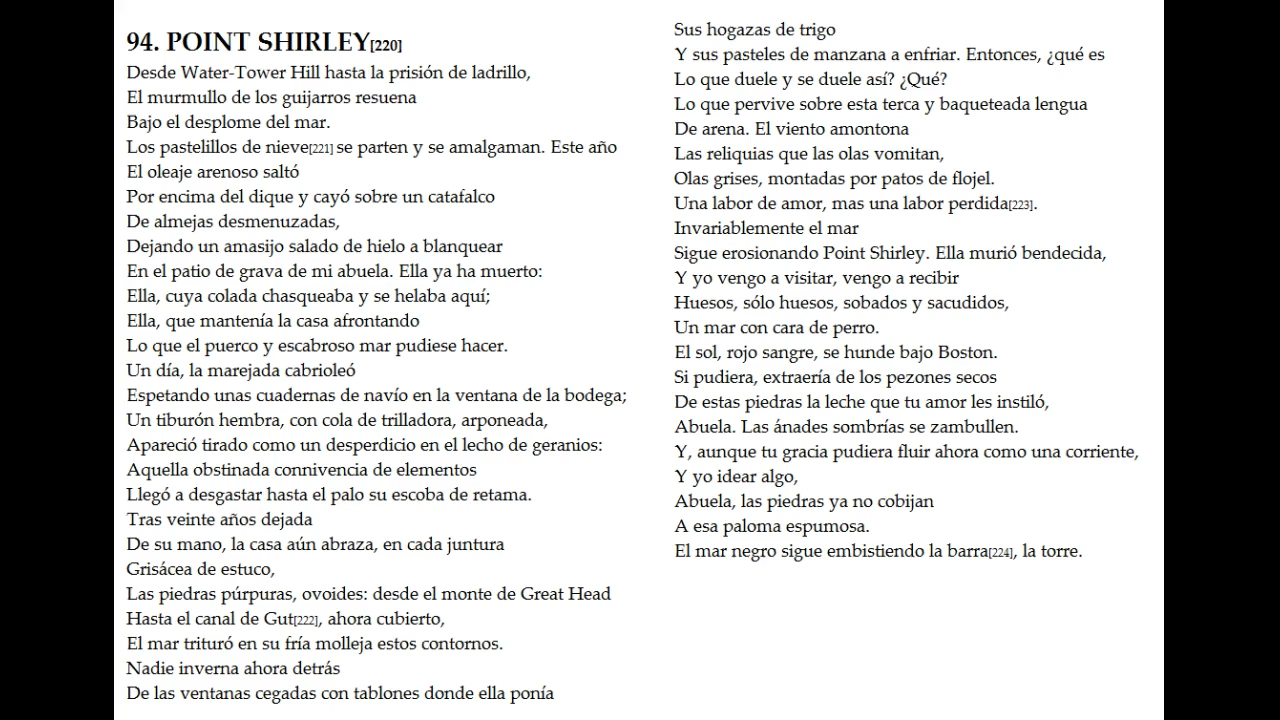 94. POINT SHIRLEY[220]
Desde Water-Tower Hill hasta la prisión de ladrillo,
El murmullo de los guijarros resuena
Bajo el desplome del mar.
Los pastelillos de nieve[221] se parten y se amalgaman. Este año
El oleaje arenoso saltó
Por encima del dique y cayó sobre un catafalco
De almejas desmenuzadas,
Dejando un amasijo salado de hielo a blanquear
En el patio de grava de mi abuela. Ella ya ha muerto:
Ella, cuya colada chasqueaba y se helaba aquí;
Ella, que mantenía la casa afrontando
Lo que el puerco y escabroso mar pudiese hacer.
Un día, la marejada cabrioleó
Espetando unas cuadernas de navío en la ventana de la bodega;
Un tiburón hembra, con cola de trilladora, arponeada,
Apareció tirado como un desperdicio en el lecho de geranios:
Aquella obstinada connivencia de elementos
Llegó a desgastar hasta el palo su escoba de retama.
Tras veinte años dejada
De su mano, la casa aún abraza, en cada juntura
Grisácea de estuco,
Las piedras púrpuras, ovoides: desde el monte de Great Head
Hasta el canal de Gut[222], ahora cubierto,
El mar trituró en su fría molleja estos contornos.
Nadie inverna ahora detrás
De las ventanas cegadas con tablones donde ella ponía
Sus hogazas de trigo
Y sus pasteles de manzana a enfriar. Entonces, ¿qué es
Lo que duele y se duele así? ¿Qué?
Lo que pervive sobre esta terca y baqueteada lengua
De arena. El viento amontona
Las reliquias que las olas vomitan,
Olas grises, montadas por patos de flojel.
Una labor de amor, mas una labor perdida[223].
Invariablemente el mar
Sigue erosionando Point Shirley. Ella murió bendecida,
Y yo vengo a visitar, vengo a recibir
Huesos, sólo huesos, sobados y sacudidos,
Un mar con cara de perro.
El sol, rojo sangre, se hunde bajo Boston.
Si pudiera, extraería de los pezones secos
De estas piedras la leche que tu amor les instiló,
Abuela. Las ánades sombrías se zambullen.
Y, aunque tu gracia pudiera fluir ahora como una corriente,
Y yo idear algo,
Abuela, las piedras ya no cobijan
A esa paloma espumosa.
El mar negro sigue embistiendo la barra[224], la torre.